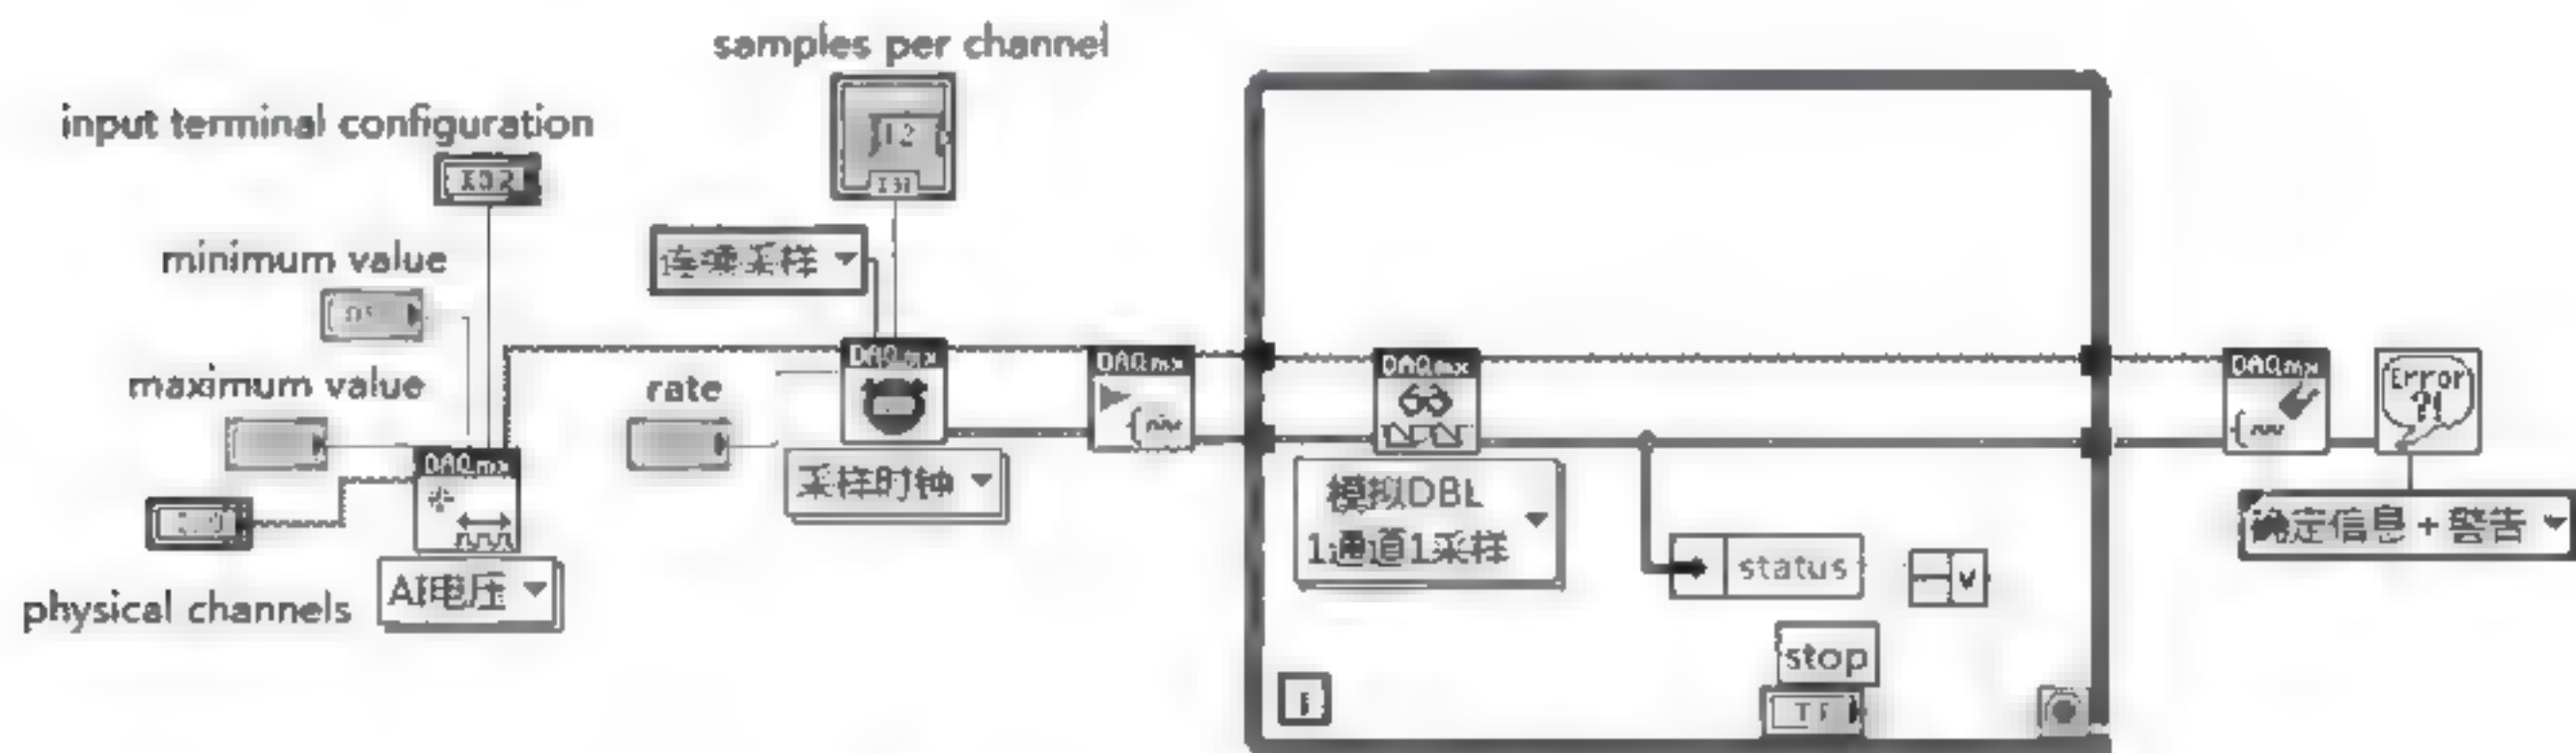 samples per channel
input terminal configuration
I32
I32
minimum value
连续采样
maximum value
rate
DAQmx
DAQmx
DAQmx
DAQmx
Error
?!
DAQmx
采样时钟
模拟DBL
1通道1采样
确定信息+警告
status
V
AI电压
physical channels
stop
TF
i